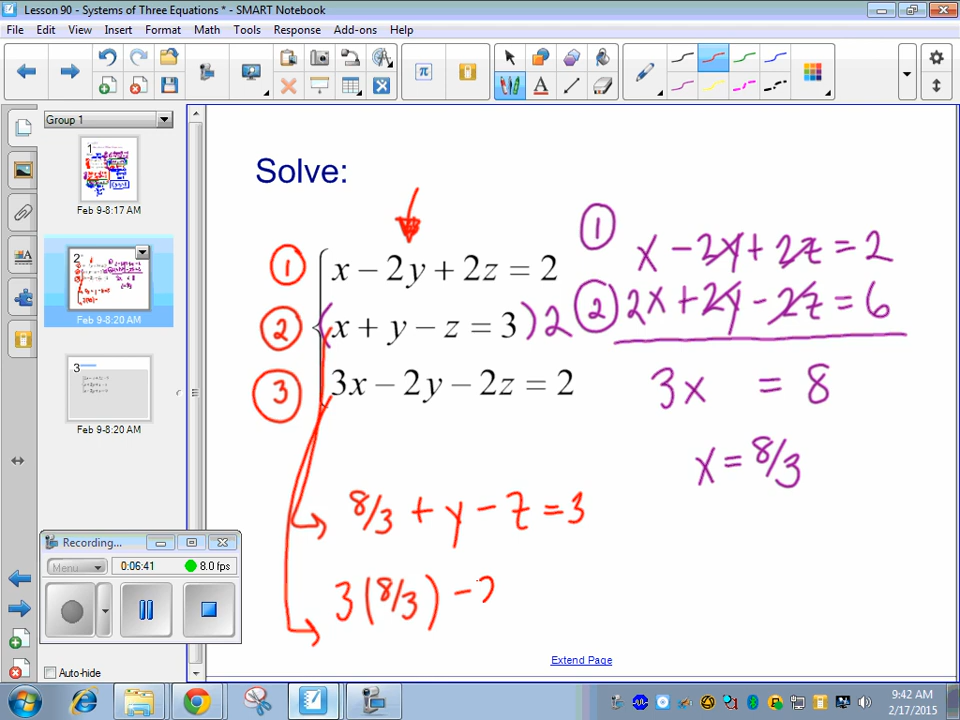 Lesson 90 - Systems of Three Equations * - SMART Notebook
File Edit View Insert Format Math Tools Response Add-ons Help
π
A
Group 1
1
Feb 9-8:17 AM
2
Feb 9-8:20 AM
3
Feb 9-8:20 AM
Solve:
1 x − 2y + 2z = 2
2 (x + y − z = 3)2
3 3x − 2y − 2z = 2
1 x − 2y + 2z = 2
2 2x + 2y − 2z = 6
3x = 8
x = 8/3
8/3 + y − z = 3
3(8/3) −
Recording...
Menu 0:06:41 8.0 fps
Auto-hide
Extend Page
9:42 AM
2/17/2015